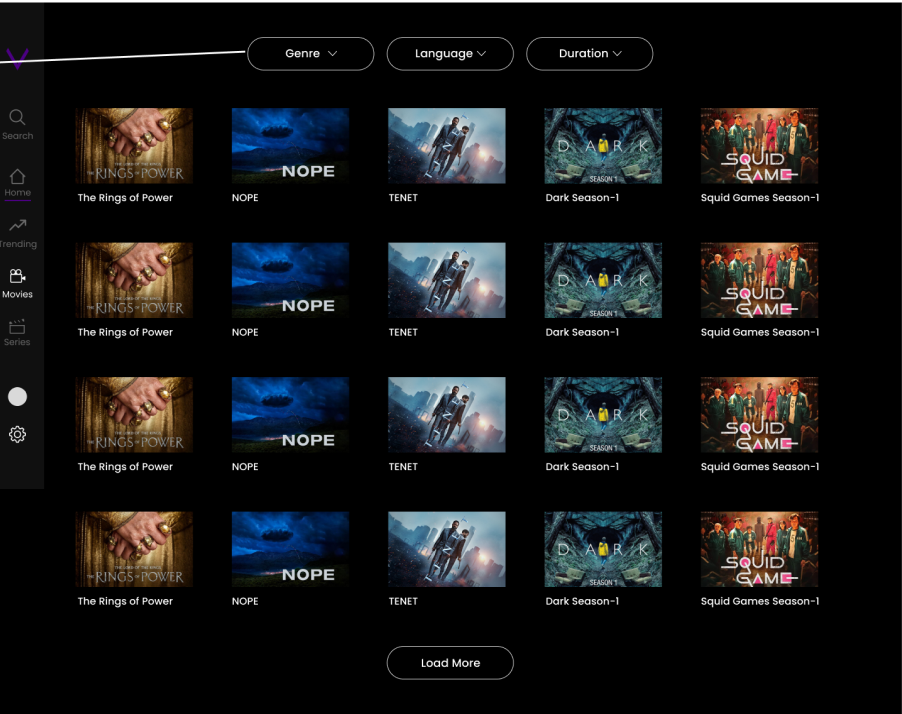 Genre
Language
Duration
Search
Home
Trending
Movies
Series
THE LORD OF THE RINGS
THE RINGS OF POWER
NOPE
TENET
DARK
SEASON 1
SQUID
GAME
The Rings of Power
NOPE
TENET
Dark Season-1
Squid Games Season-1
THE LORD OF THE RINGS
THE RINGS OF POWER
NOPE
TENET
DARK
SEASON 1
SQUID
GAME
The Rings of Power
NOPE
TENET
Dark Season-1
Squid Games Season-1
THE LORD OF THE RINGS
THE RINGS OF POWER
NOPE
TENET
DARK
SEASON 1
SQUID
GAME
The Rings of Power
NOPE
TENET
Dark Season-1
Squid Games Season-1
THE LORD OF THE RINGS
THE RINGS OF POWER
NOPE
TENET
DARK
SEASON 1
SQUID
GAME
The Rings of Power
NOPE
TENET
Dark Season-1
Squid Games Season-1
Load More